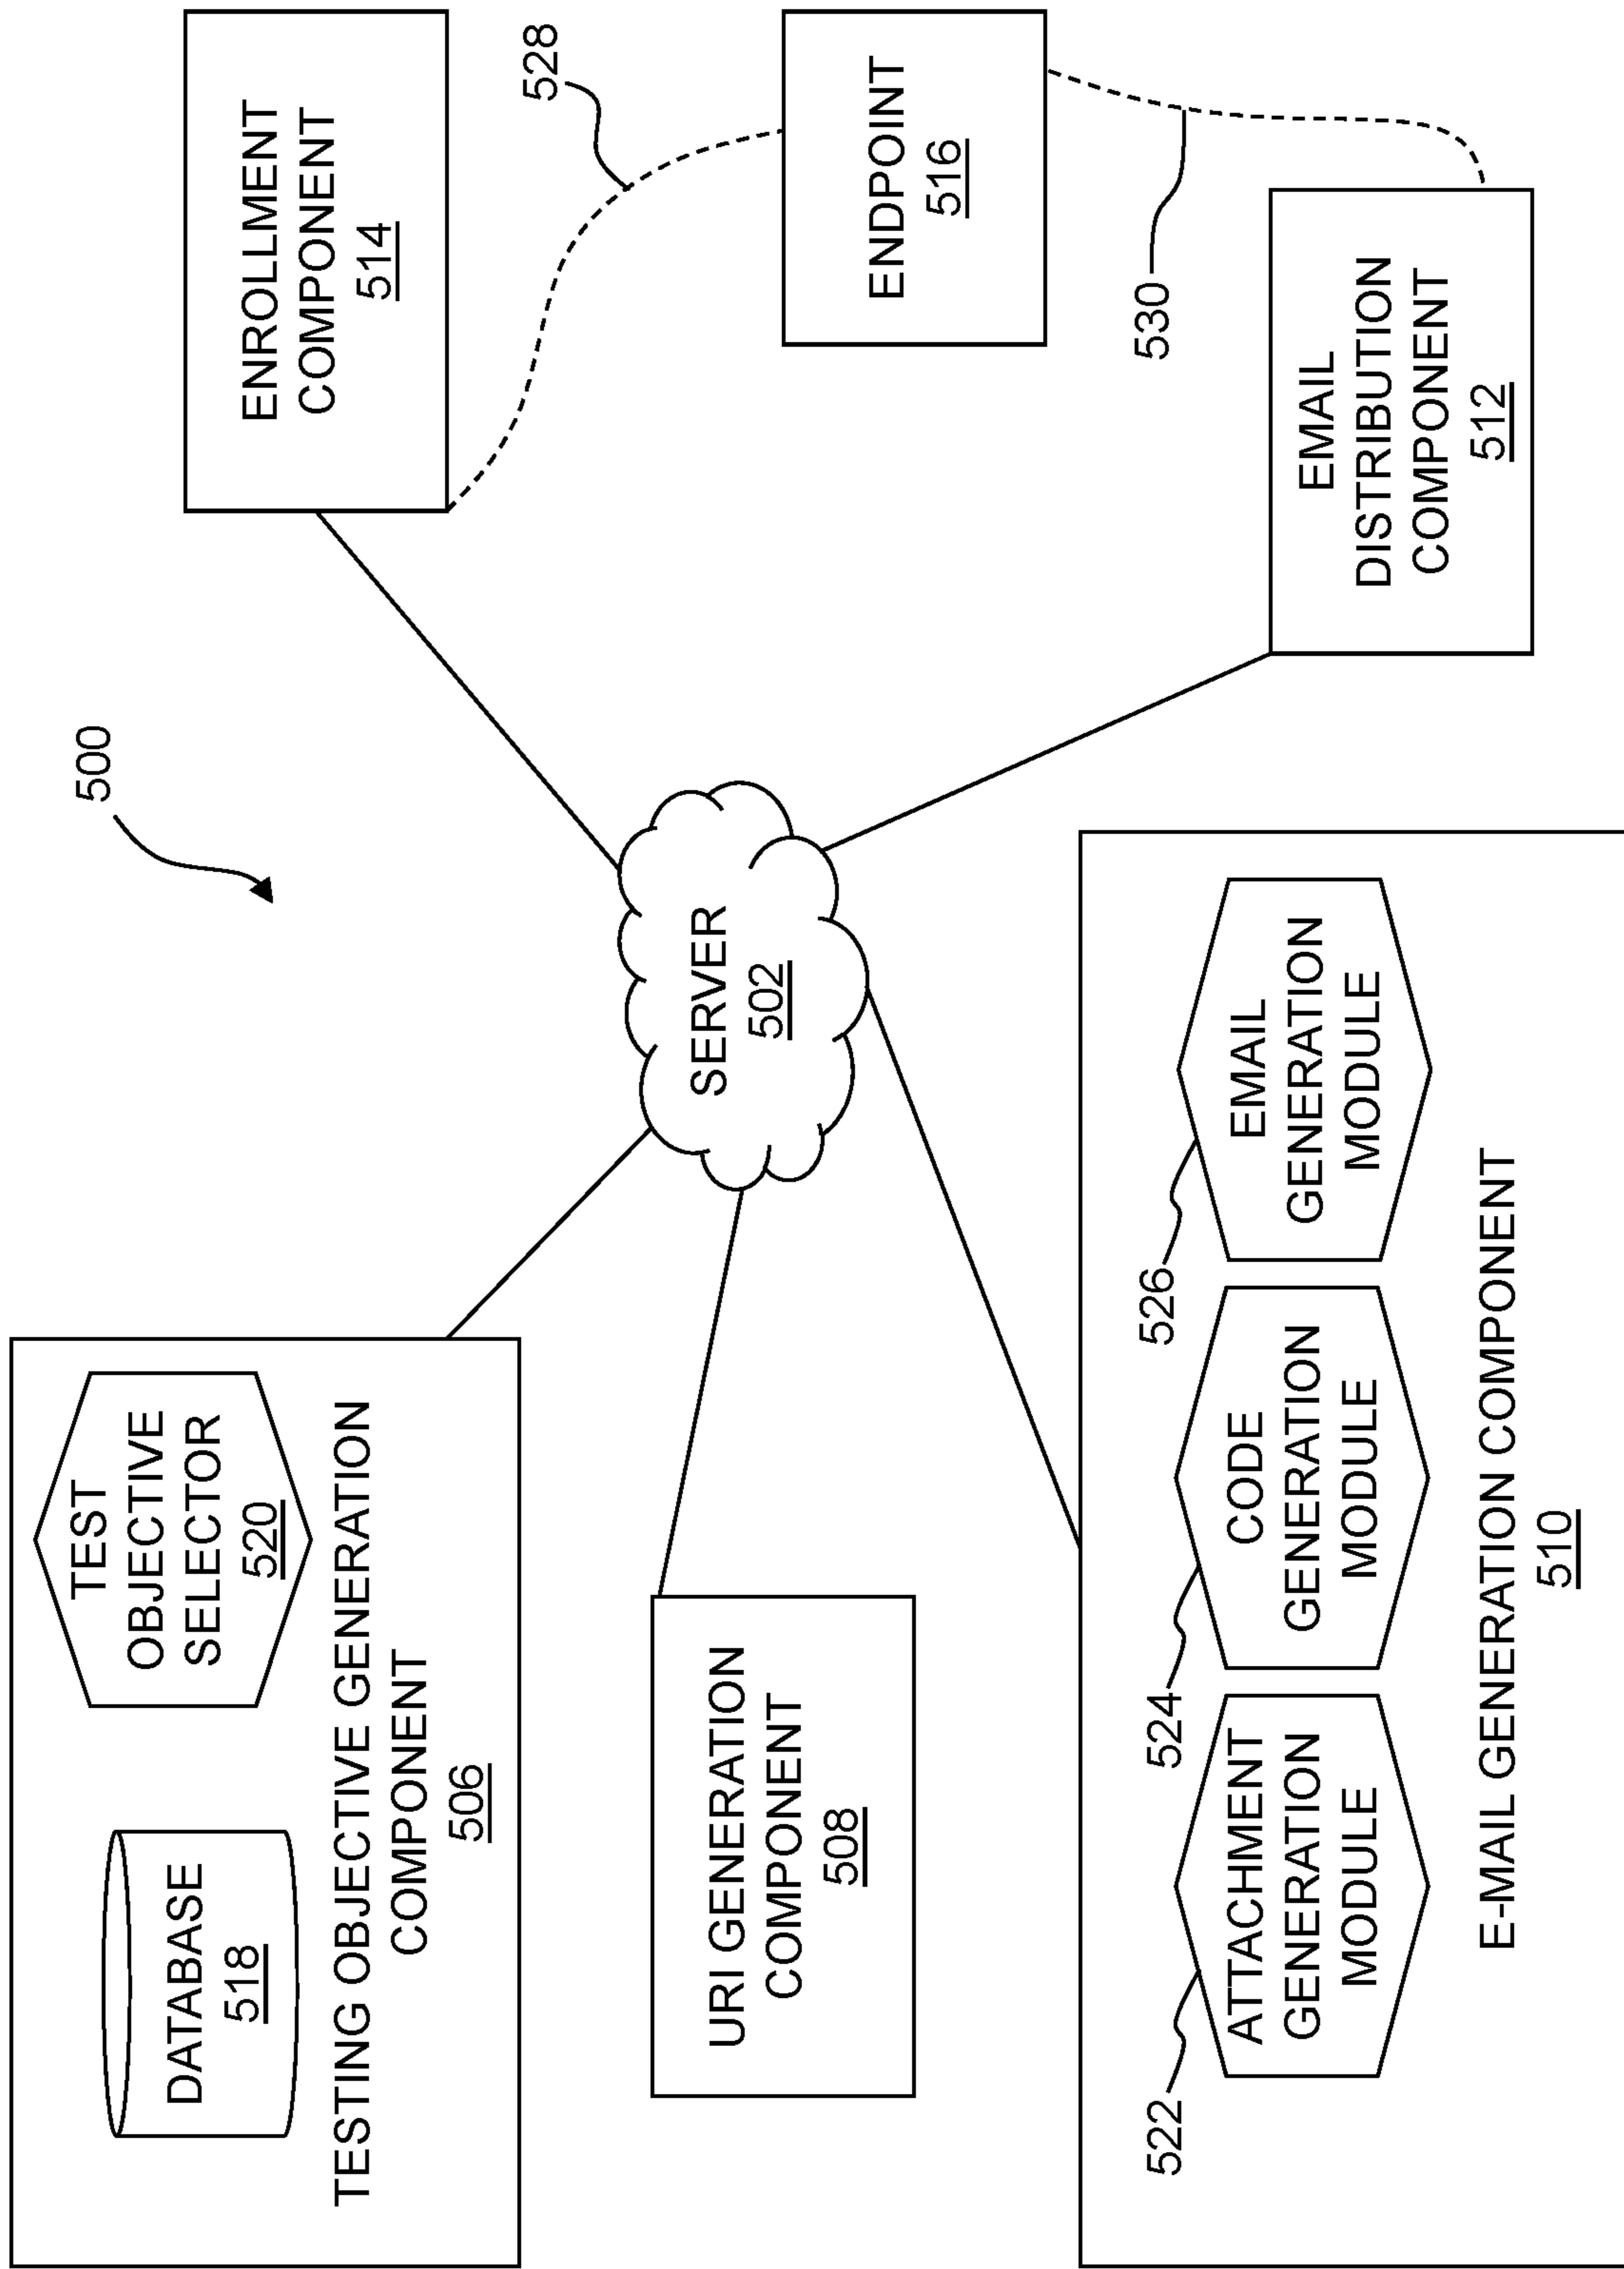 500
DATABASE
518
TEST
OBJECTIVE
SELECTOR
520
TESTING OBJECTIVE GENERATION
COMPONENT
506
ENROLLMENT
COMPONENT
514
528
SERVER
502
URI GENERATION
COMPONENT
508
ENDPOINT
516
530
522
ATTACHMENT
GENERATION
MODULE
524
CODE
GENERATION
MODULE
526
EMAIL
GENERATION
MODULE
E-MAIL GENERATION COMPONENT
510
EMAIL
DISTRIBUTION
COMPONENT
512